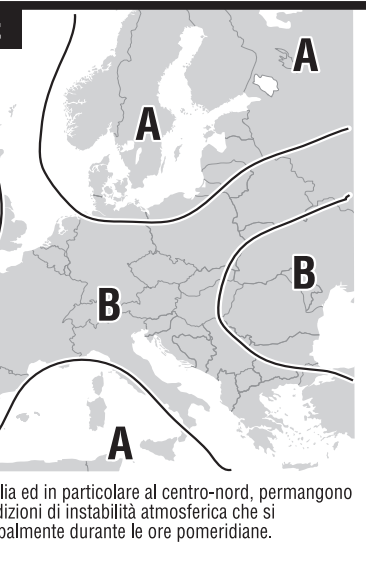 A
A
B
B
A
lia ed in particolare al centro-nord, permangono
dizioni di instabilità atmosferica che si
palmente durante le ore pomeridiane.